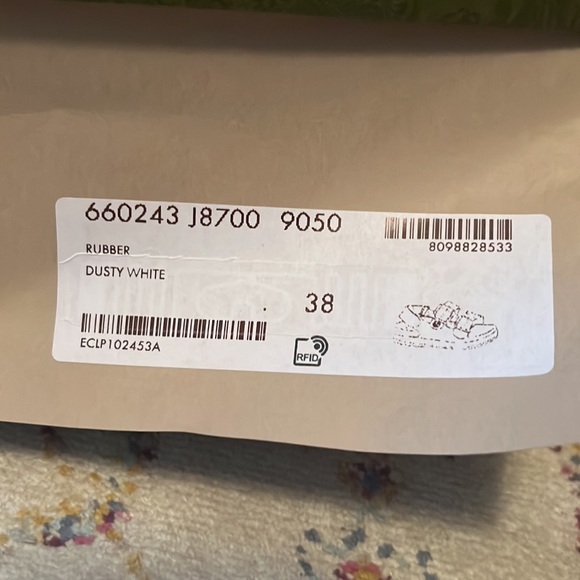 660243 J8700 9050
8098828533
RUBBER
DUSTY WHITE
38
ECLP102453A
RFID